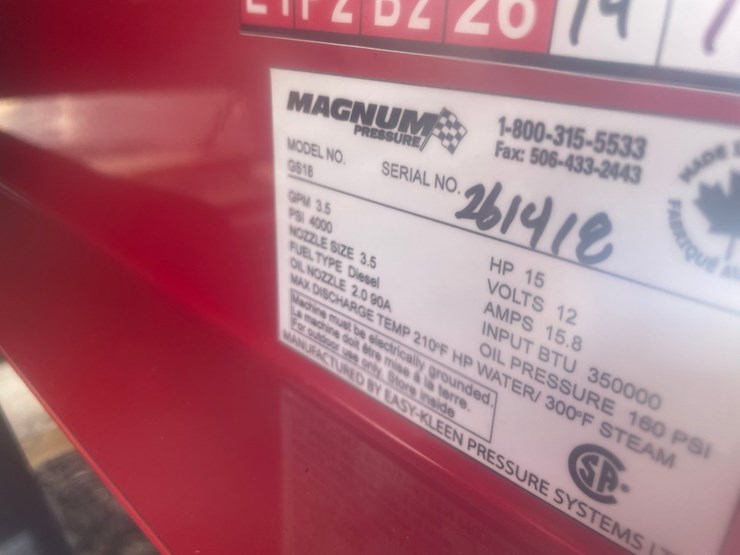 26 14
MAGNUM
PRESSURE
1-800-315-5533
Fax: 506-433-2443
MODEL NO.
GS18
SERIAL NO. 261418
GPM 3.5
PSI 4000
NOZZLE SIZE 3.5
FUEL TYPE Diesel
OIL NOZZLE 2.0 90A
MAX DISCHARGE TEMP 210°F HP WATER/ 300°F STEAM
HP 15
VOLTS 12
AMPS 15.8
INPUT BTU 350000
OIL PRESSURE 160 PSI
Machine must be electrically grounded.
La machine doit être mise à la terre.
For outdoor use only. Store inside
MANUFACTURED BY EASY-KLEEN PRESSURE SYSTEMS
MADE
FABRIQUÉ